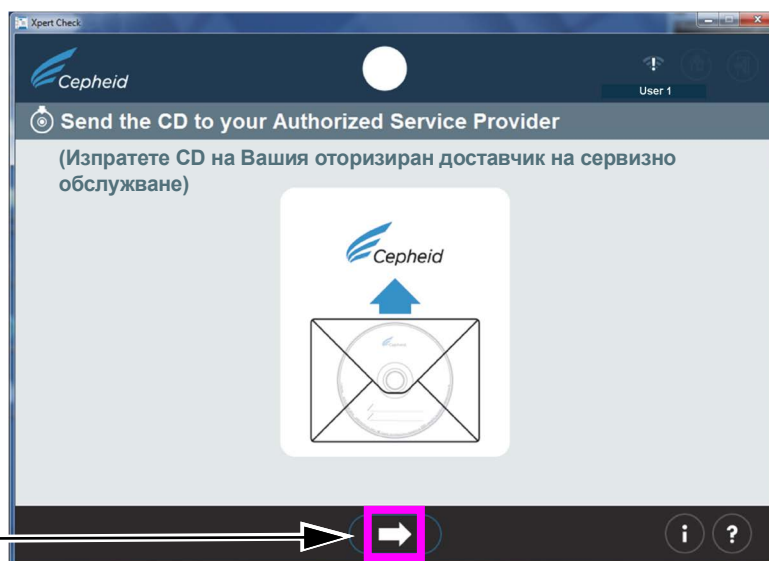 Xpert Check
Cepheid
User 1
Send the CD to your Authorized Service Provider
(Изпратете CD на Вашия оторизиран доставчик на сервизно
обслужване)
Cepheid
Cepheid
i ?